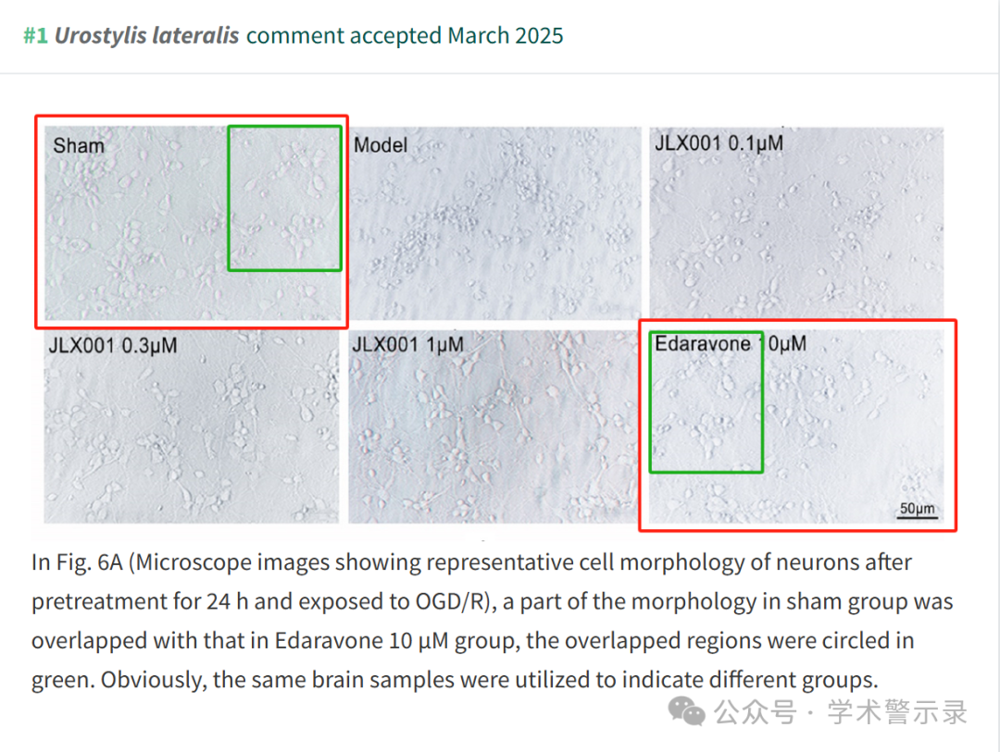 #1 Urostylis lateralis comment accepted March 2025
Sham
Model
JLX001 0.1μM
JLX001 0.3μM
JLX001 1μM
Edaravone 10μM
50μm
In Fig. 6A (Microscope images showing representative cell morphology of neurons after
pretreatment for 24 h and exposed to OGD/R), a part of the morphology in sham group was
overlapped with that in Edaravone 10 μM group, the overlapped regions were circled in
green. Obviously, the same brain samples were utilized to indicate different groups.
公众号 · 学术警示录